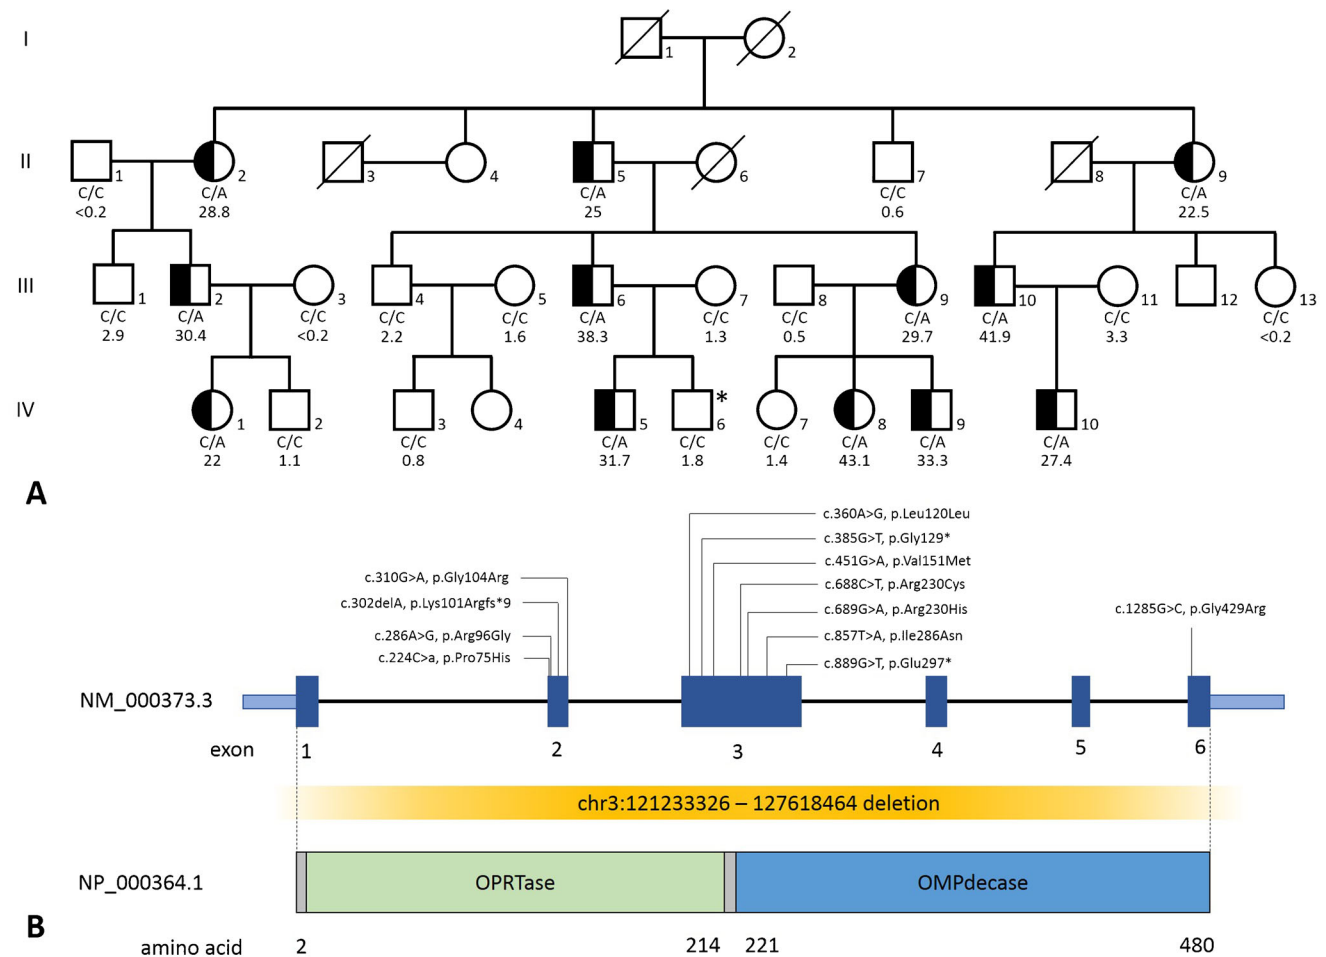 I
1
2
II
1
2
3
4
5
6
7
8
9
C/C
C/A
C/A
C/C
C/A
<0.2
28.8
25
0.6
22.5
III
1
2
3
4
5
6
7
8
9
10
11
12
13
C/C
C/A
C/C
C/C
C/C
C/A
C/C
C/C
C/A
C/A
C/C
C/C
2.9
30.4
<0.2
2.2
1.6
38.3
1.3
0.5
29.7
41.9
3.3
<0.2
IV
1
2
3
4
5
*
6
7
8
9
10
C/A
C/C
C/C
C/A
C/C
C/C
C/A
C/A
C/A
22
1.1
0.8
31.7
1.8
1.4
43.1
33.3
27.4
A
c.360A>G, p.Leu120Leu
c.385G>T, p.Gly129*
c.451G>A, p.Val151Met
c.310G>A, p.Gly104Arg
c.688C>T, p.Arg230Cys
c.302delA, p.Lys101Argfs*9
c.689G>A, p.Arg230His
c.1285G>C, p.Gly429Arg
c.286A>G, p.Arg96Gly
c.857T>A, p.Ile286Asn
c.224C>a, p.Pro75His
c.889G>T, p.Glu297*
NM_000373.3
exon 1 2 3 4 5 6
chr3:121233326 – 127618464 deletion
NP_000364.1
OPRTase
OMPdecase
B
amino acid 2 214 221 480